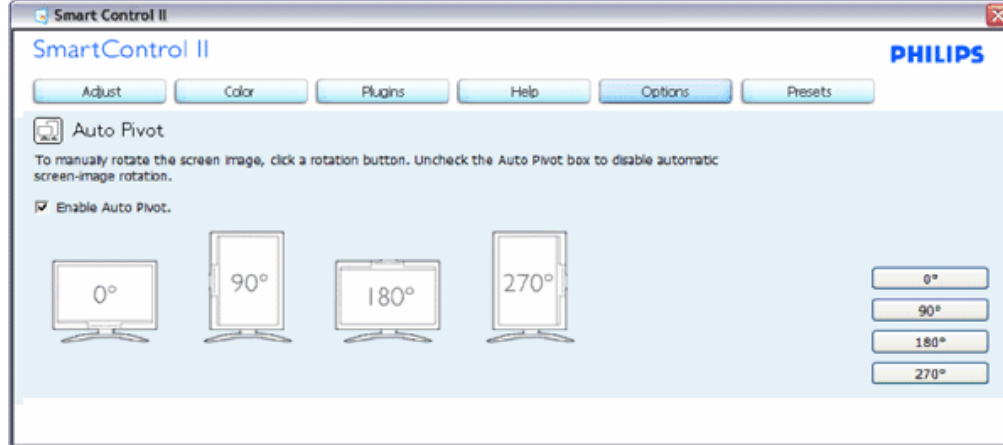 Smart Control II
SmartControl II
PHILIPS
Adjust Color Plugins Help Options Presets
Auto Pivot
To manually rotate the screen image, click a rotation button. Uncheck the Auto Pivot box to disable automatic
screen-image rotation.
Enable Auto Pivot.
0° 90° 180° 270°
0°
90°
180°
270°